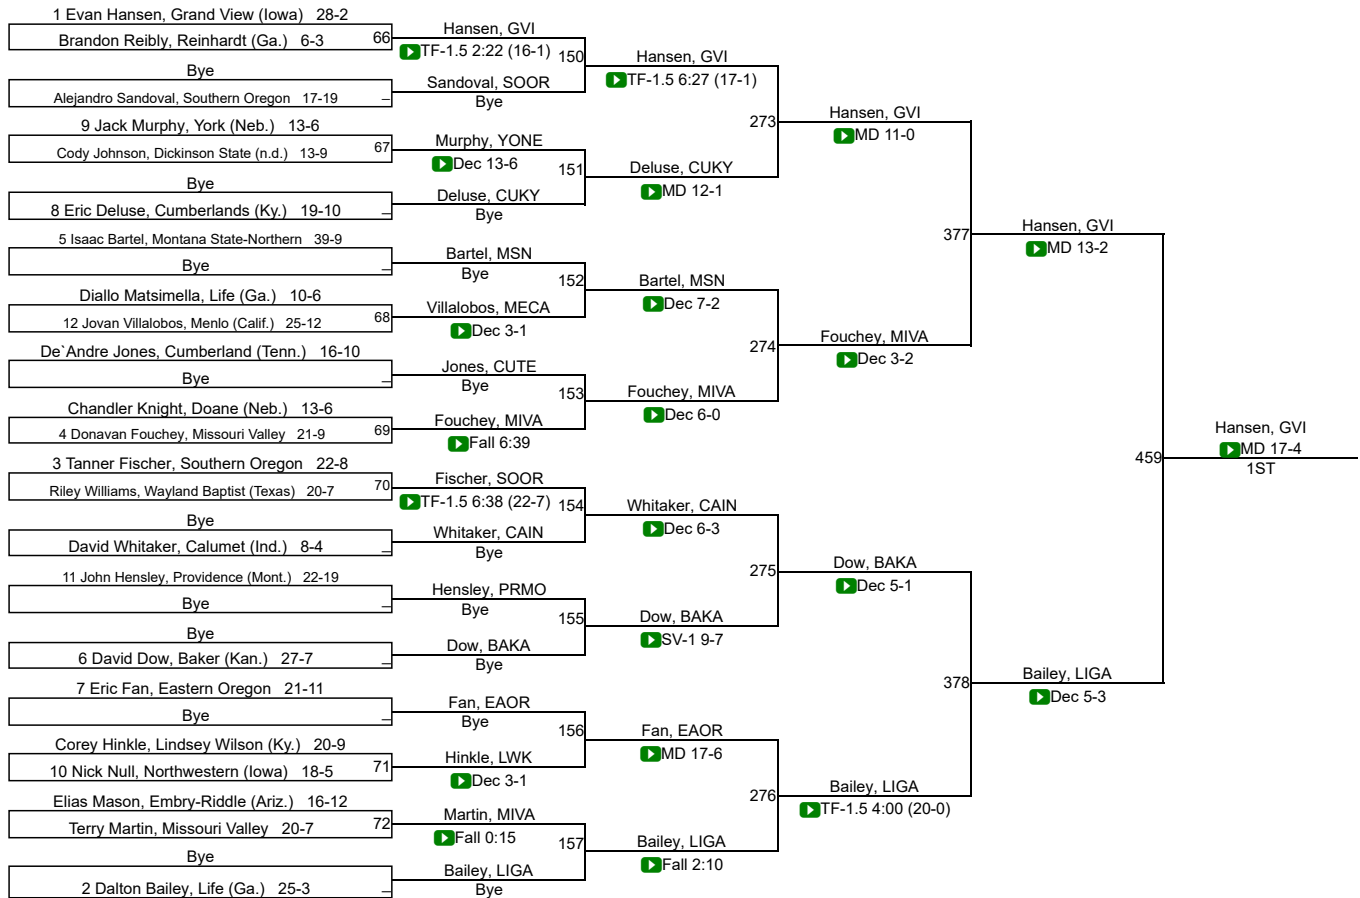 1 Evan Hansen, Grand View (Iowa) 28-2
Brandon Reibly, Reinhardt (Ga.) 6-3
66
Bye
Alejandro Sandoval, Southern Oregon 17-19
_
9 Jack Murphy, York (Neb.) 13-6
Cody Johnson, Dickinson State (n.d.) 13-9
67
Bye
8 Eric Deluse, Cumberlands (Ky.) 19-10
_
5 Isaac Bartel, Montana State-Northern 39-9
Bye
_
Diallo Matsimella, Life (Ga.) 10-6
12 Jovan Villalobos, Menlo (Calif.) 25-12
68
De`Andre Jones, Cumberland (Tenn.) 16-10
Bye
_
Chandler Knight, Doane (Neb.) 13-6
4 Donavan Fouchey, Missouri Valley 21-9
69
3 Tanner Fischer, Southern Oregon 22-8
Riley Williams, Wayland Baptist (Texas) 20-7
70
Bye
David Whitaker, Calumet (Ind.) 8-4
_
11 John Hensley, Providence (Mont.) 22-19
Bye
_
Bye
6 David Dow, Baker (Kan.) 27-7
_
7 Eric Fan, Eastern Oregon 21-11
Bye
_
Corey Hinkle, Lindsey Wilson (Ky.) 20-9
10 Nick Null, Northwestern (Iowa) 18-5
71
Elias Mason, Embry-Riddle (Ariz.) 16-12
Terry Martin, Missouri Valley 20-7
72
Bye
2 Dalton Bailey, Life (Ga.) 25-3
_
Hansen, GVI
TF-1.5 2:22 (16-1)
150
Sandoval, SOOR
Bye
Murphy, YONE
Dec 13-6
151
Deluse, CUKY
Bye
Bartel, MSN
Bye
152
Villalobos, MECA
Dec 3-1
Jones, CUTE
Bye
153
Fouchey, MIVA
Fall 6:39
Fischer, SOOR
TF-1.5 6:38 (22-7)
154
Whitaker, CAIN
Bye
Hensley, PRMO
Bye
155
Dow, BAKA
Bye
Fan, EAOR
Bye
156
Hinkle, LWK
Dec 3-1
Martin, MIVA
Fall 0:15
157
Bailey, LIGA
Bye
Hansen, GVI
TF-1.5 6:27 (17-1)
273
Deluse, CUKY
MD 12-1
Bartel, MSN
Dec 7-2
274
Fouchey, MIVA
Dec 6-0
Whitaker, CAIN
Dec 6-3
275
Dow, BAKA
SV-1 9-7
Fan, EAOR
MD 17-6
276
Bailey, LIGA
Fall 2:10
Hansen, GVI
MD 11-0
377
Fouchey, MIVA
Dec 3-2
Dow, BAKA
Dec 5-1
378
Bailey, LIGA
TF-1.5 4:00 (20-0)
Hansen, GVI
MD 13-2
459
Bailey, LIGA
Dec 5-3
Hansen, GVI
MD 17-4
1ST